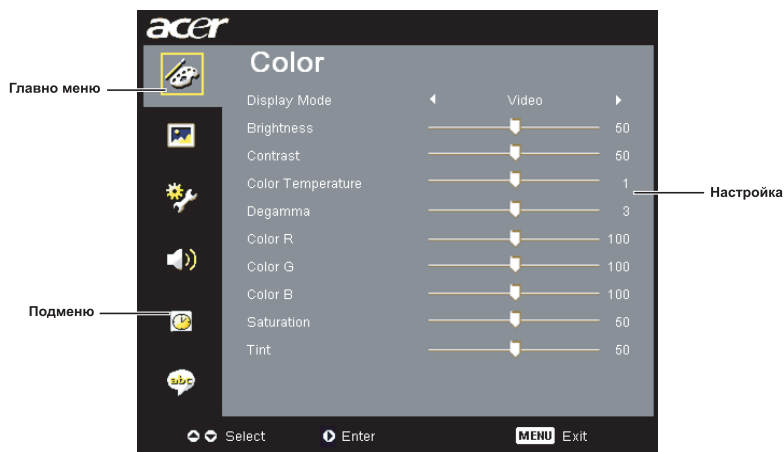 acer
Color
Главно меню
Display Mode Video
Brightness 50
Contrast 50
Color Temperature 1
Настройка
Degamma 3
Color R 100
Color G 100
Color B 100
Подменю
Saturation 50
Tint 50
abc
Select Enter MENU Exit